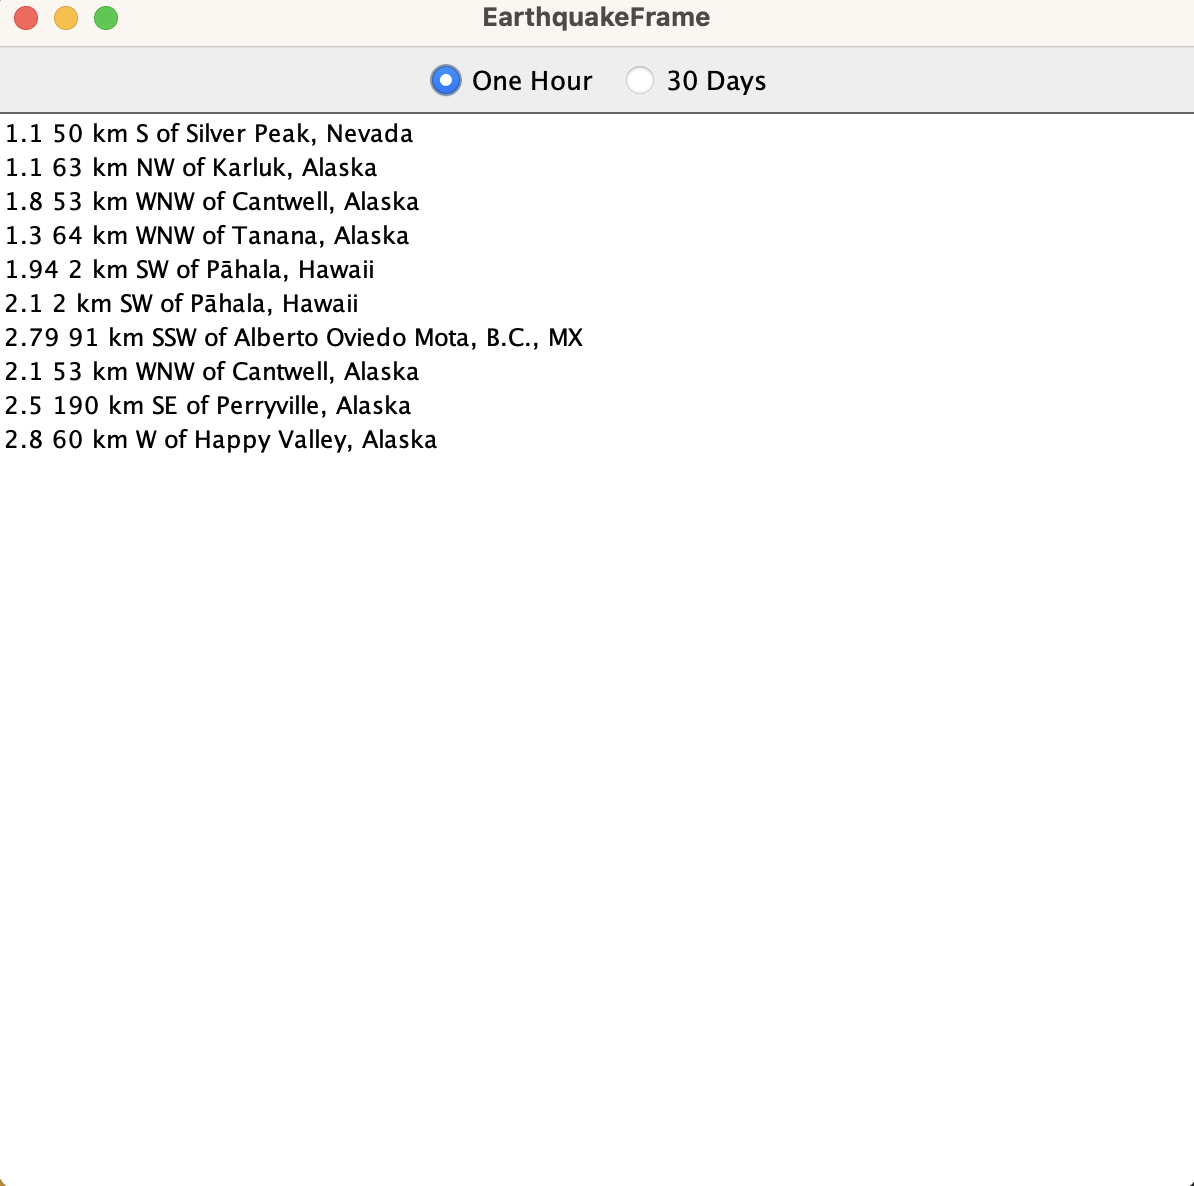 EarthquakeFrame
One Hour 30 Days
1.1 50 km S of Silver Peak, Nevada
1.1 63 km NW of Karluk, Alaska
1.8 53 km WNW of Cantwell, Alaska
1.3 64 km WNW of Tanana, Alaska
1.94 2 km SW of Pāhala, Hawaii
2.1 2 km SW of Pāhala, Hawaii
2.79 91 km SSW of Alberto Oviedo Mota, B.C., MX
2.1 53 km WNW of Cantwell, Alaska
2.5 190 km SE of Perryville, Alaska
2.8 60 km W of Happy Valley, Alaska